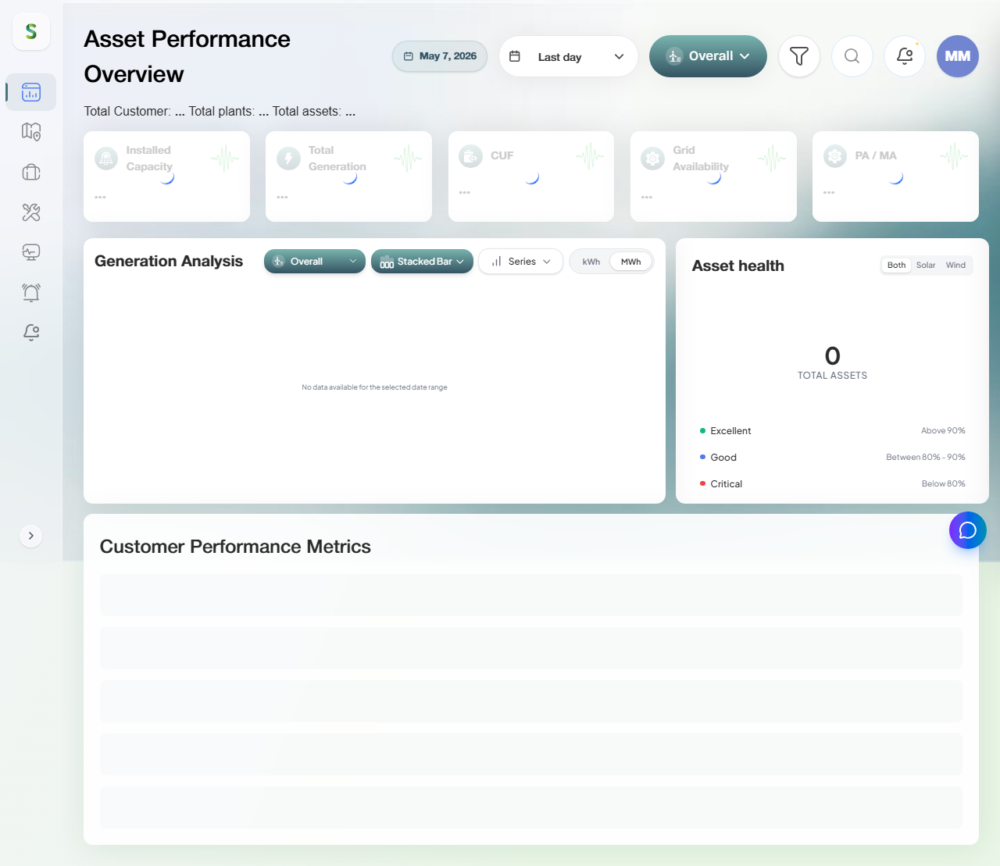 S
Asset Performance
Overview
May 7, 2026
Last day
Overall
MM
Total Customer: ... Total plants: ... Total assets: ...
Installed
Capacity
...
Total
Generation
...
CUF
...
Grid
Availability
...
PA / MA
...
Generation Analysis
Overall
Stacked Bar
Series
kWh
MWh
No data available for the selected date range
Asset health
Both
Solar
Wind
0
TOTAL ASSETS
Excellent
Above 90%
Good
Between 80% - 90%
Critical
Below 80%
Customer Performance Metrics